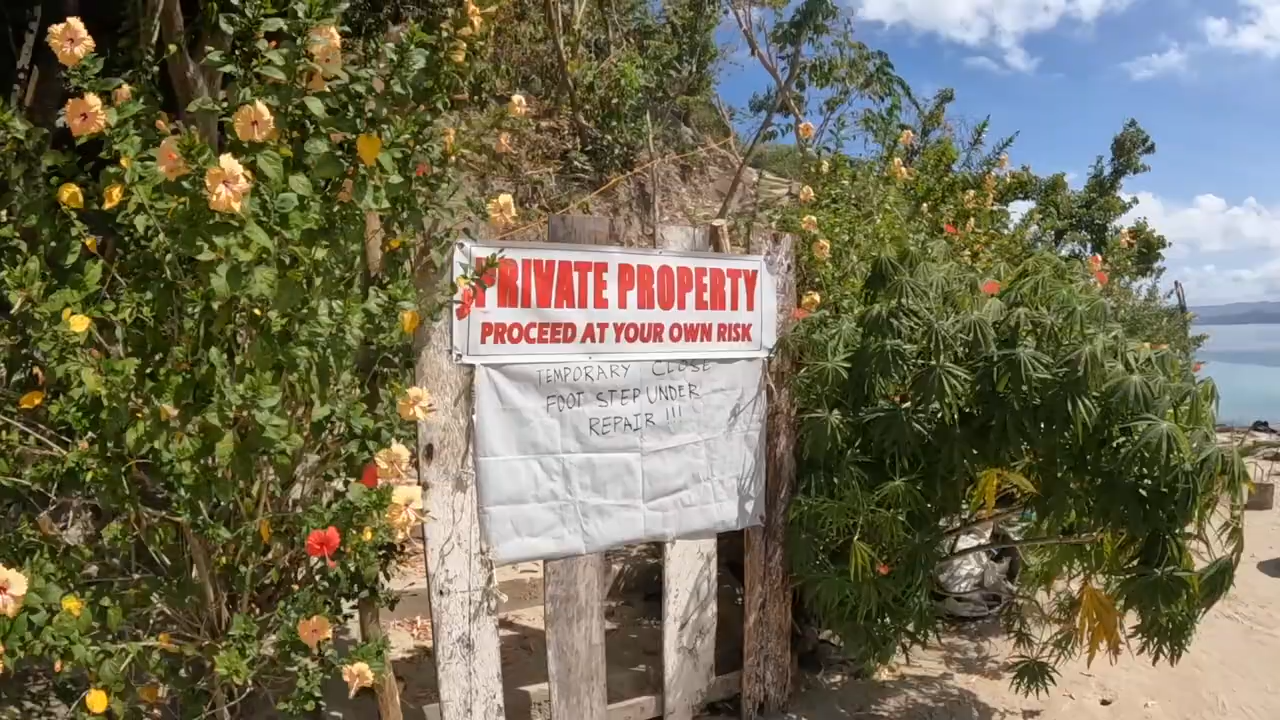 PRIVATE PROPERTY
PROCEED AT YOUR OWN RISK
TEMPORARY CLOSE
FOOT STEP UNDER
REPAIR !!!